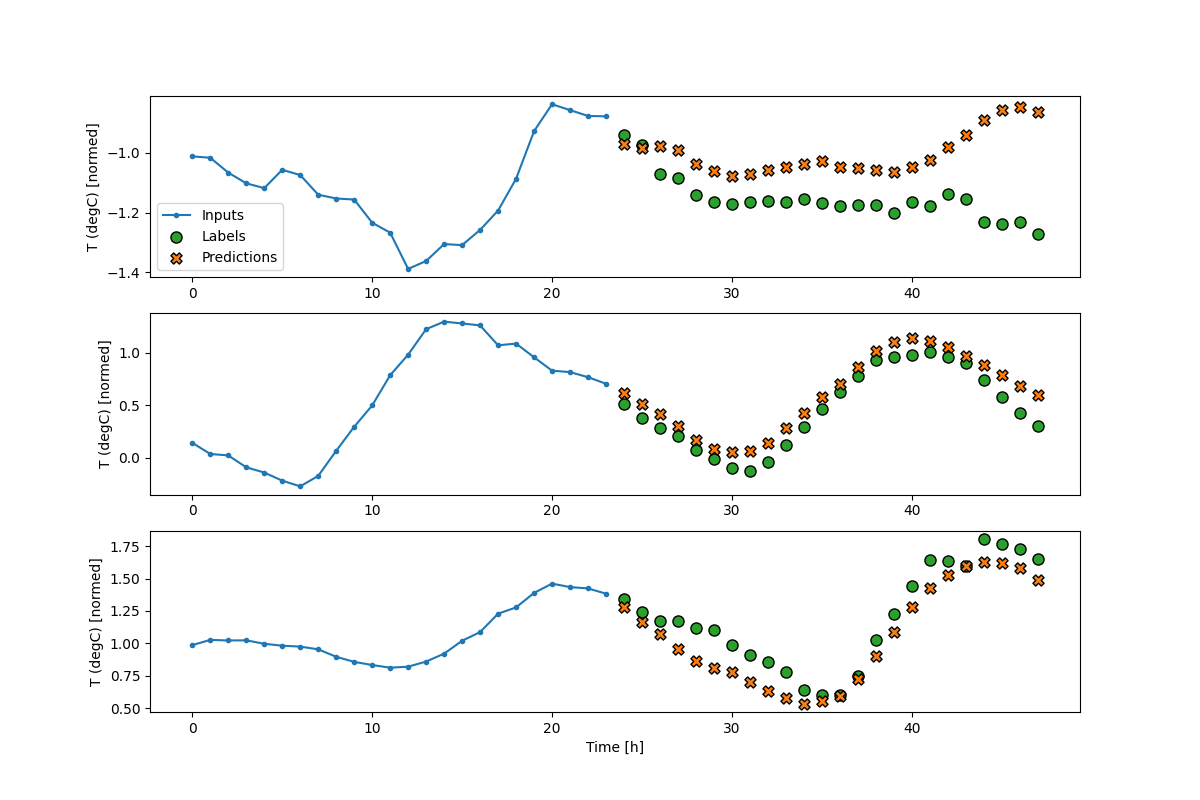 T (degC) [normed]
−1.0
−1.2
−1.4
Inputs
Labels
Predictions
0 10 20 30 40
T (degC) [normed]
1.0
0.5
0.0
0 10 20 30 40
T (degC) [normed]
1.75
1.50
1.25
1.00
0.75
0.50
0 10 20 30 40
Time [h]